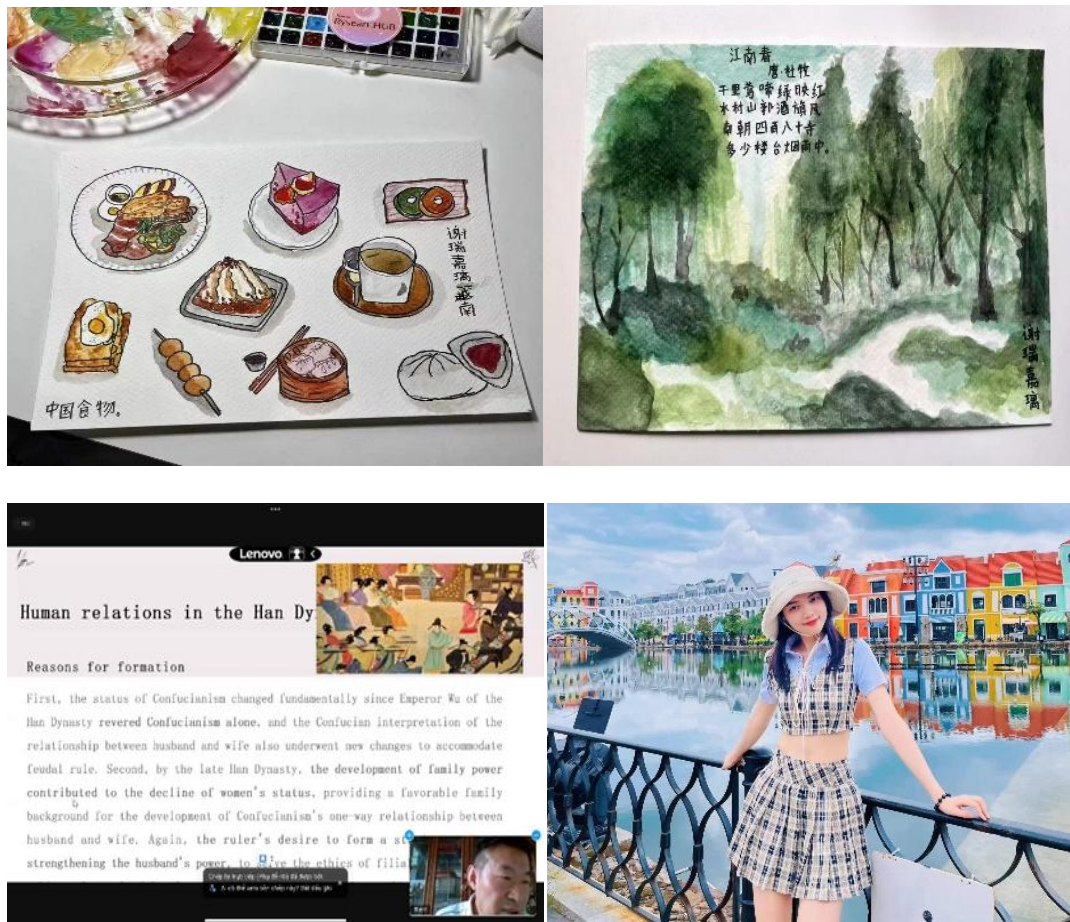 谢瑞嘉璃
南
中国食物。
江南春
唐·杜牧
千里莺啼绿映红
水村山郭酒旗风
南朝四百八十寺
多少楼台烟雨中。
谢瑞嘉璃
Lenovo
Human relations in the Han Dy
Reasons for formation
First, the status of Confucianism changed fundamentally since Emperor Wu of the
Han Dynasty revered Confucianism alone, and the Confucian interpretation of the
relationship between husband and wife also underwent new changes to accommodate
feudal rule. Second, by the late Han Dynasty, the development of family power
contributed to the decline of women's status, providing a favorable family
background for the development of Confucianism's one-way relationship between
husband and wife. Again, the ruler's desire to form a
strengthening the husband's power, to the ethics of